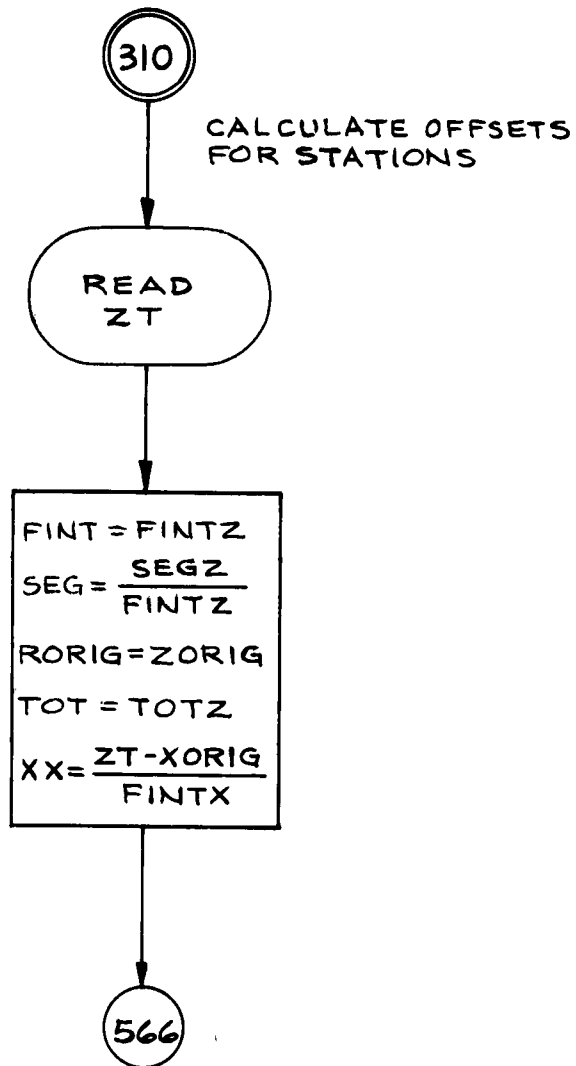 310
CALCULATE OFFSETS
FOR STATIONS
READ
ZT
FINT = FINTZ
SEG = SEGZ / FINTZ
RORIG = ZORIG
TOT = TOTZ
XX = ZT-XORIG / FINTX
566